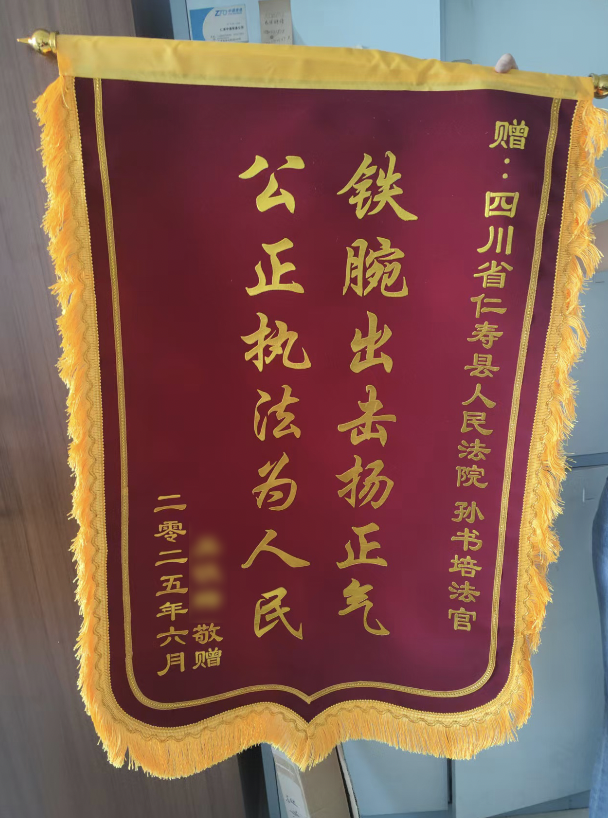 赠：四川省仁寿县人民法院 孙书培法官
铁腕出击扬正气
公正执法为人民
敬赠
二零二五年六月